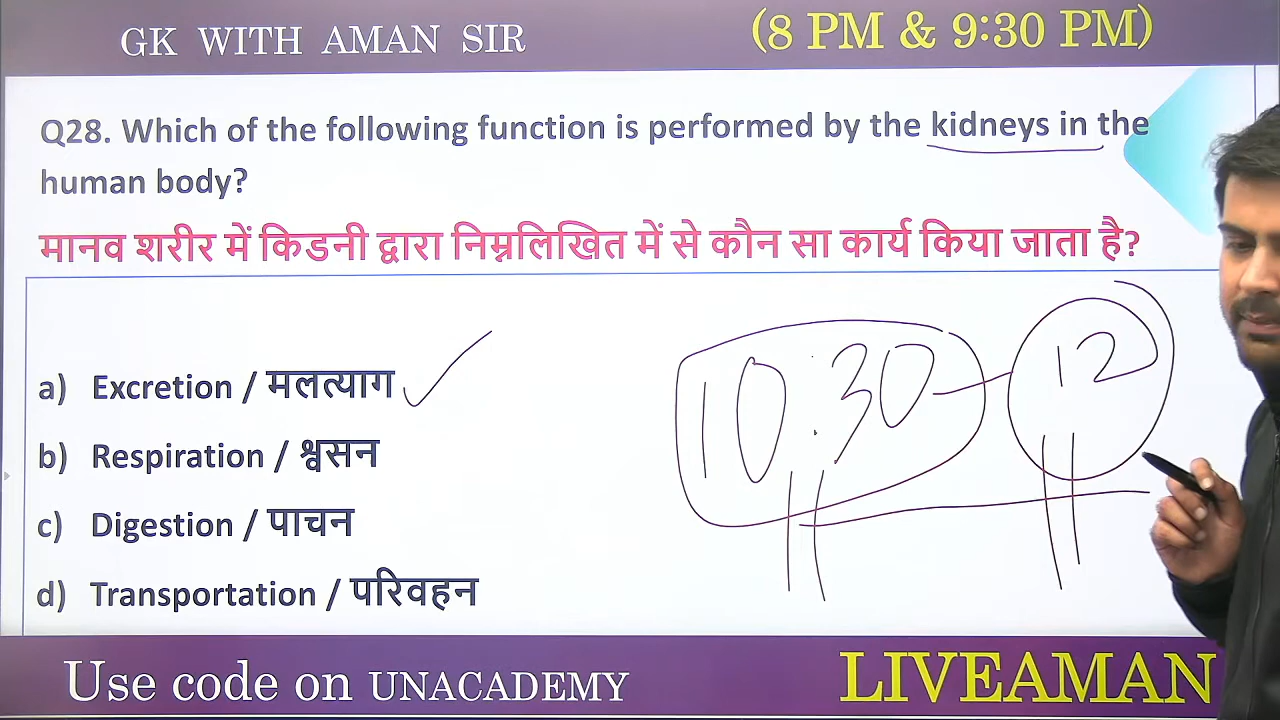 GK WITH AMAN SIR
(8 PM & 9:30 PM)
Q28. Which of the following function is performed by the kidneys in the
human body?
मानव शरीर में किडनी द्वारा निम्नलिखित में से कौन सा कार्य किया जाता है?
a) Excretion / मलत्याग
b) Respiration / श्वसन
c) Digestion / पाचन
d) Transportation / परिवहन
10:30 - 12
Use code on UNACADEMY
LIVEAMAN